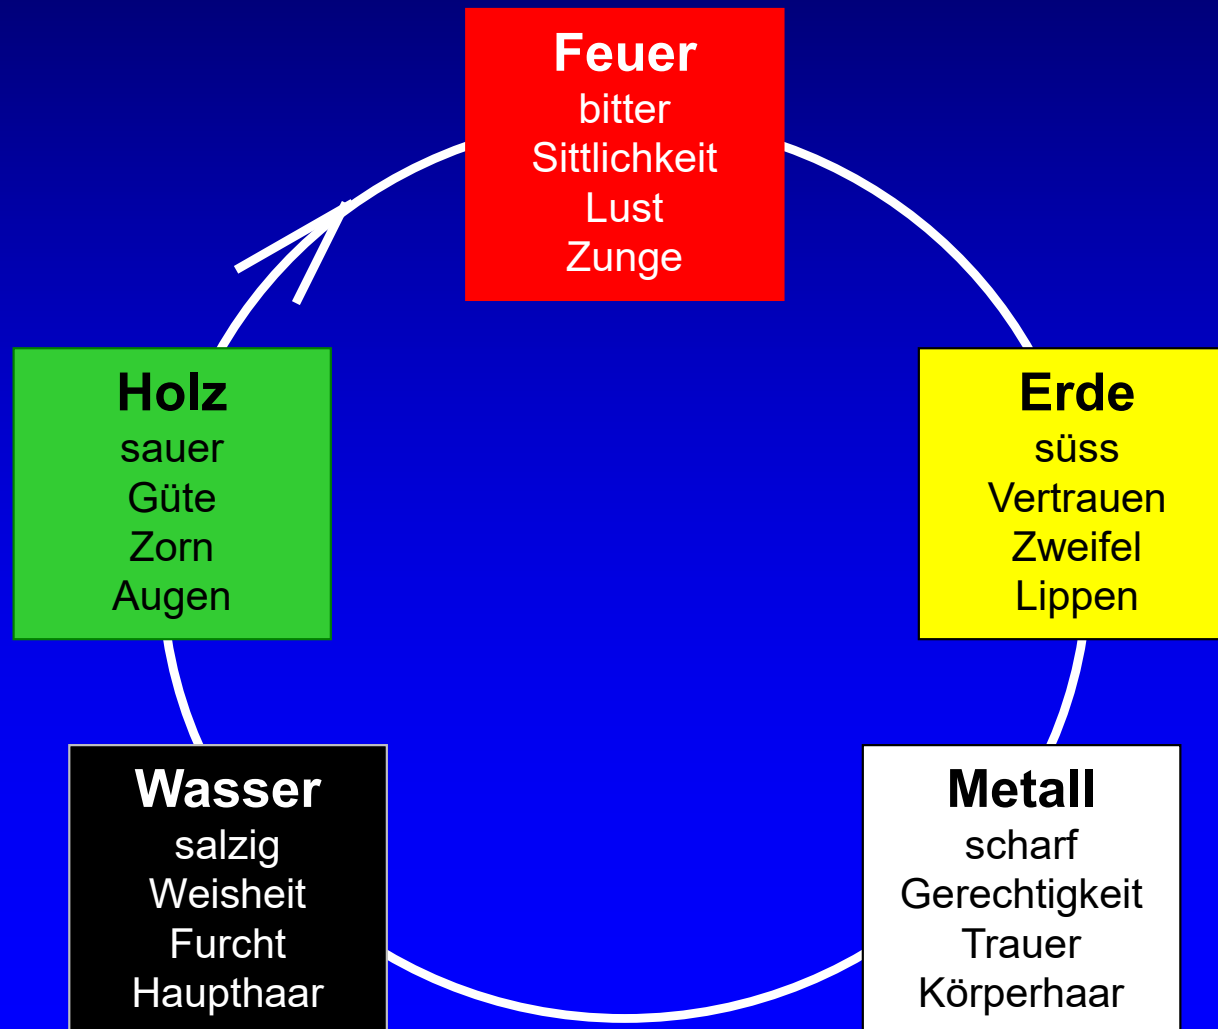 Feuer
bitter
Sittlichkeit
Lust
Zunge
Holz
sauer
Güte
Zorn
Augen
Erde
süss
Vertrauen
Zweifel
Lippen
Wasser
salzig
Weisheit
Furcht
Haupthaar
Metall
scharf
Gerechtigkeit
Trauer
Körperhaar